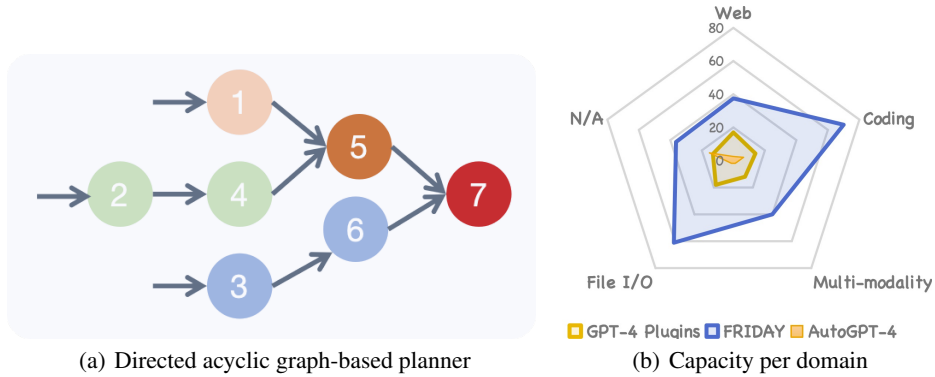 1
5
2
4
7
6
3
(a) Directed acyclic graph-based planner
Web
80
60
40
20
0
N/A
Coding
File I/O
Multi-modality
GPT-4 Plugins FRIDAY AutoGPT-4
(b) Capacity per domain